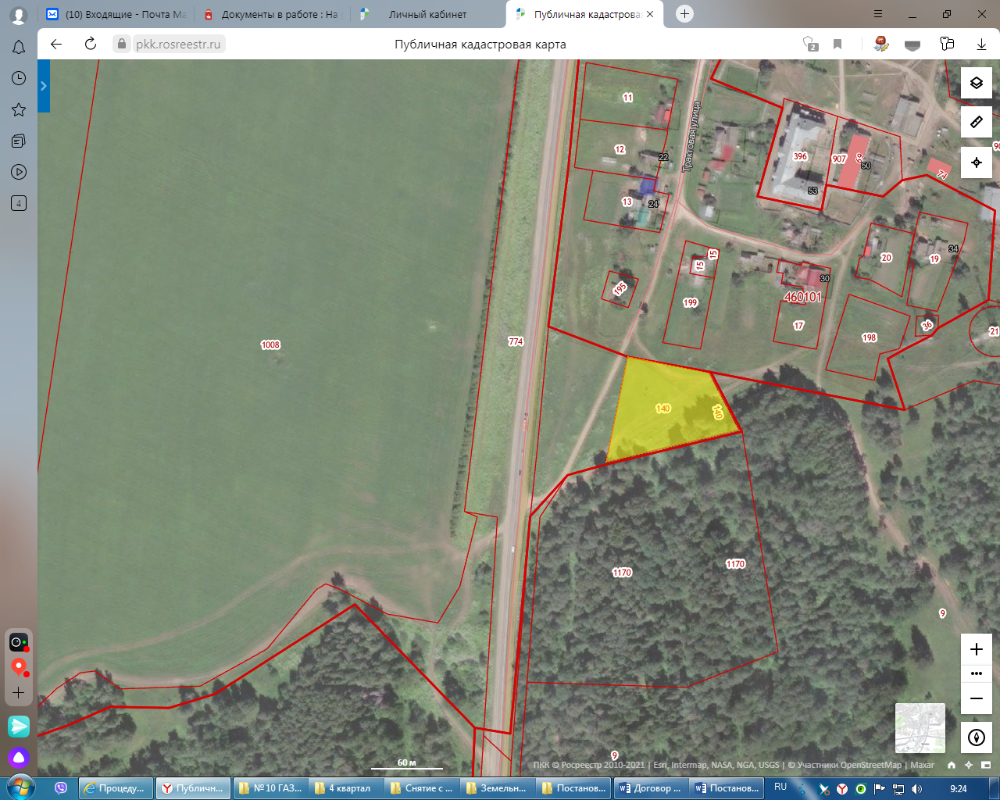 (10) Входящие - Почта Ma
Документы в работе : На р
Личный кабинет
Публичная кадастрова
pkk.rosreestr.ru
Публичная кадастровая карта
2
4
11
12
22
13
24
Трактовая улица
396
53
907
69
50
74
90
20
19
34
15
15
30
460101
195
199
17
198
36
21
1008
774
140
140
1170
1170
9
9
60 м
ПКК © Росреестр 2010-2021 | Esri, Intermap, NASA, NGA, USGS | © Участники OpenStreetMap | Maxar
Процеду...
Публичн...
№ 10 ГАЗ...
4 квартал
Снятие с ...
Земельн...
Постанов...
Договор ...
Постанов...
RU
9:24